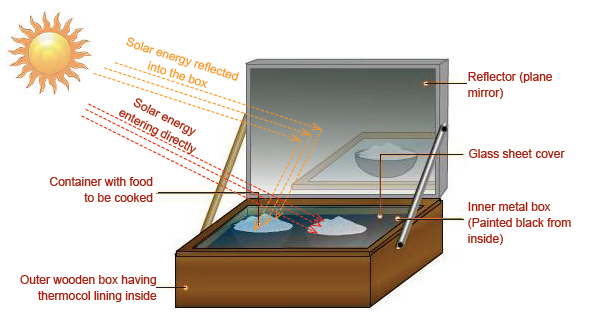 Solar energy reflected
into the box
Solar energy
entering directly
Reflector (plane
mirror)
Glass sheet cover
Container with food
to be cooked
Inner metal box
(Painted black from
inside)
Outer wooden box having
thermocol lining inside